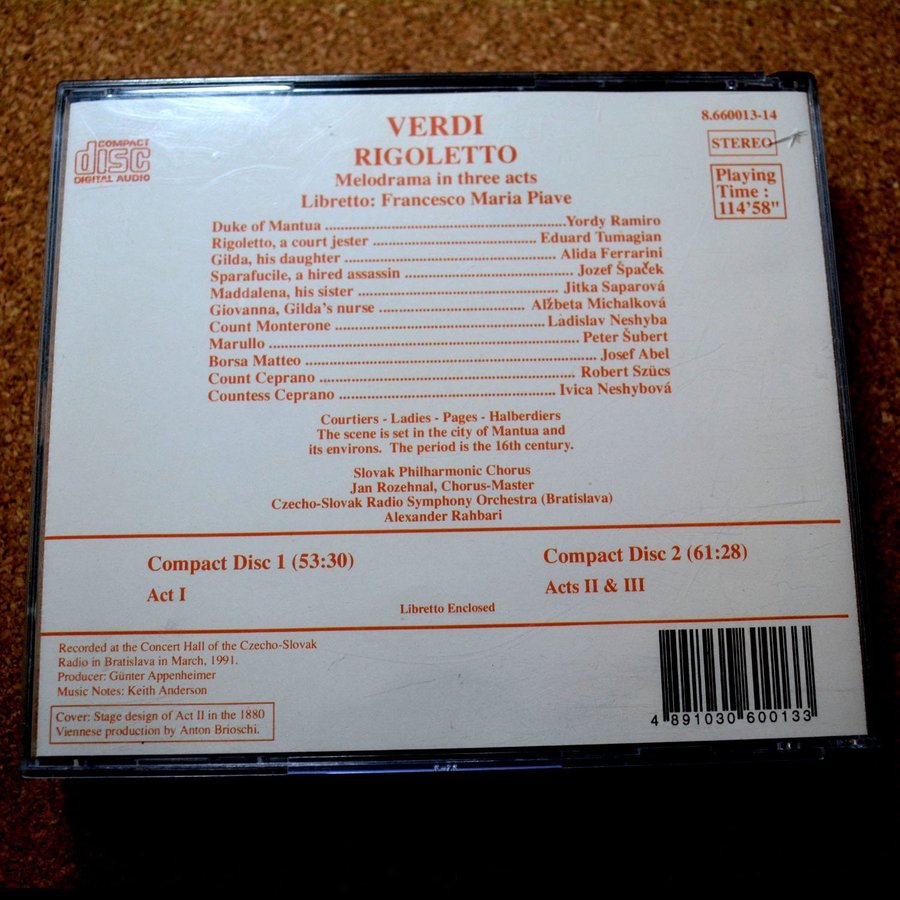 VERDI
RIGOLETTO
Melodrama in three acts
Libretto: Francesco Maria Piave
COMPACT
disc
DIGITAL AUDIO
8.660013-14
STEREO
Playing
Time :
114'58"
Duke of Mantua ........ Yordy Ramiro
Rigoletto, a court jester ........ Eduard Tumagian
Gilda, his daughter ........ Alida Ferrarini
Sparafucile, a hired assassin ........ Jozef Špaček
Maddalena, his sister ........ Jitka Saparová
Giovanna, Gilda's nurse ........ Alžbeta Michalková
Count Monterone ........ Ladislav Neshyba
Marullo ........ Peter Šubert
Borsa Matteo ........ Josef Abel
Count Ceprano ........ Robert Szücs
Countess Ceprano ........ Ivica Neshybová
Courtiers - Ladies - Pages - Halberdiers
The scene is set in the city of Mantua and
its environs. The period is the 16th century.
Slovak Philharmonic Chorus
Jan Rozehnal, Chorus-Master
Czecho-Slovak Radio Symphony Orchestra (Bratislava)
Alexander Rahbari
Compact Disc 1 (53:30)
Act I
Compact Disc 2 (61:28)
Acts II & III
Libretto Enclosed
Recorded at the Concert Hall of the Czecho-Slovak
Radio in Bratislava in March, 1991.
Producer: Günter Appenheimer
Music Notes: Keith Anderson
Cover: Stage design of Act II in the 1880
Viennese production by Anton Brioschi.
4 891030 600133